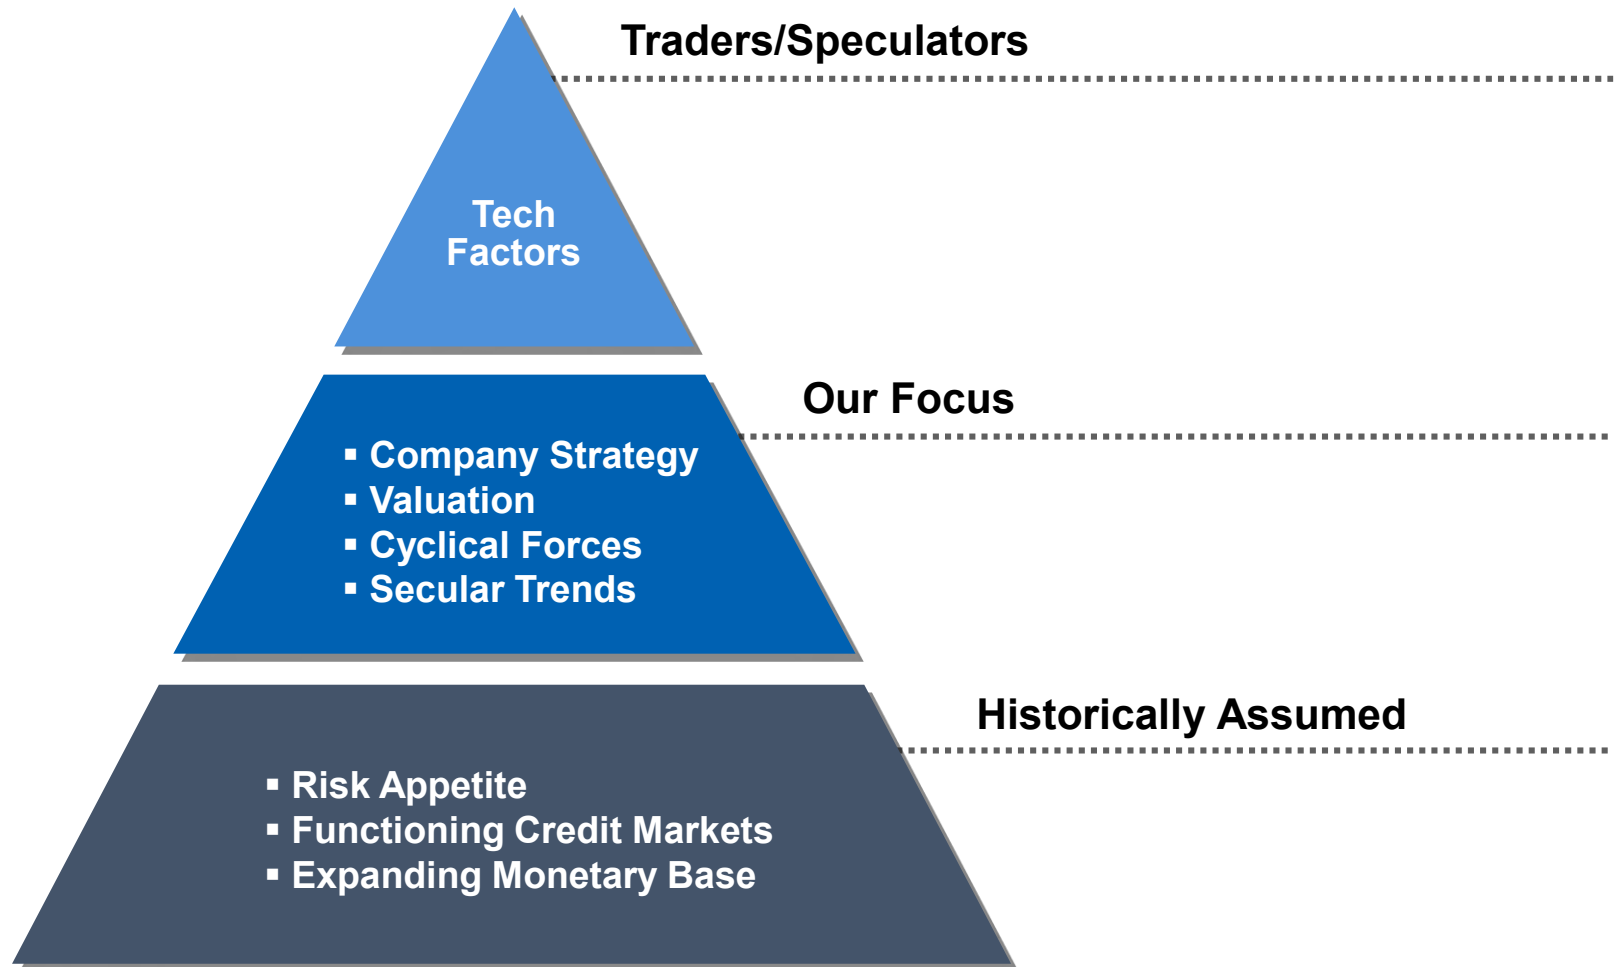 Traders/Speculators
Tech
Factors
Our Focus
▪ Company Strategy
▪ Valuation
▪ Cyclical Forces
▪ Secular Trends
Historically Assumed
▪ Risk Appetite
▪ Functioning Credit Markets
▪ Expanding Monetary Base